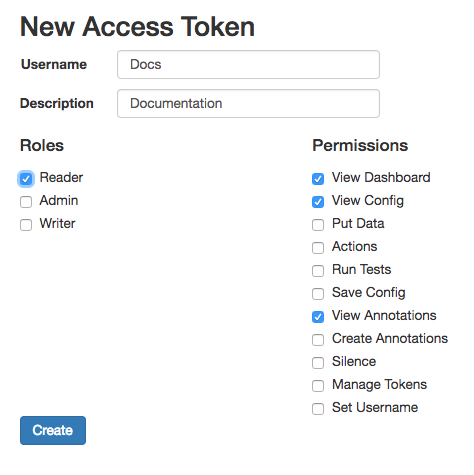 New Access Token
Username Docs
Description Documentation
Roles
Reader
Admin
Writer
Permissions
View Dashboard
View Config
Put Data
Actions
Run Tests
Save Config
View Annotations
Create Annotations
Silence
Manage Tokens
Set Username
Create